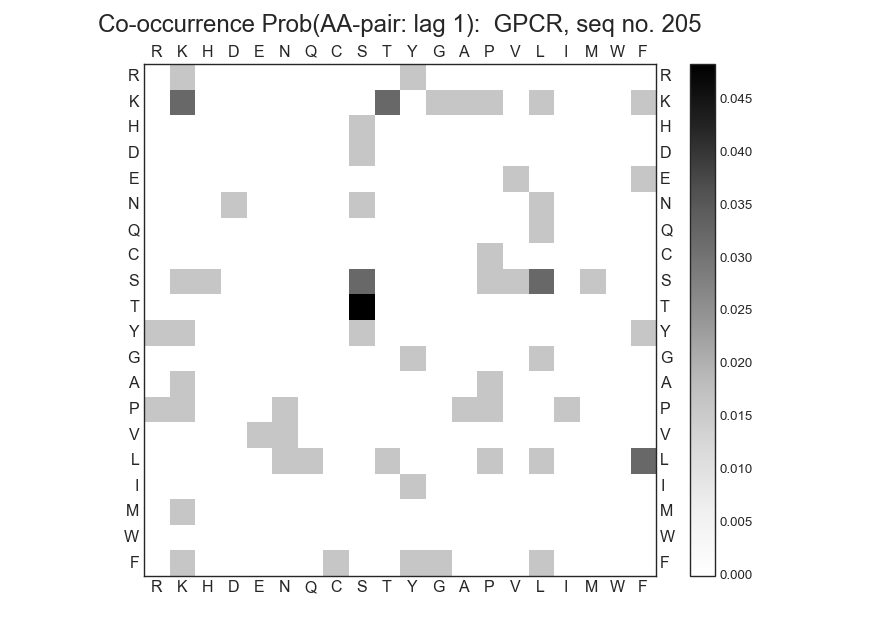 Co-occurrence Prob(AA-pair: lag 1):  GPCR, seq no. 205
R K H D E N Q C S T Y G A P V L I M W F
R R
K K 0.045
H H
D D 0.040
E E
N N 0.035
Q Q
C C 0.030
S S
T T 0.025
Y Y
G G 0.020
A A
P P 0.015
V V
L L 0.010
I I
M M 0.005
W W
F F 0.000
R K H D E N Q C S T Y G A P V L I M W F